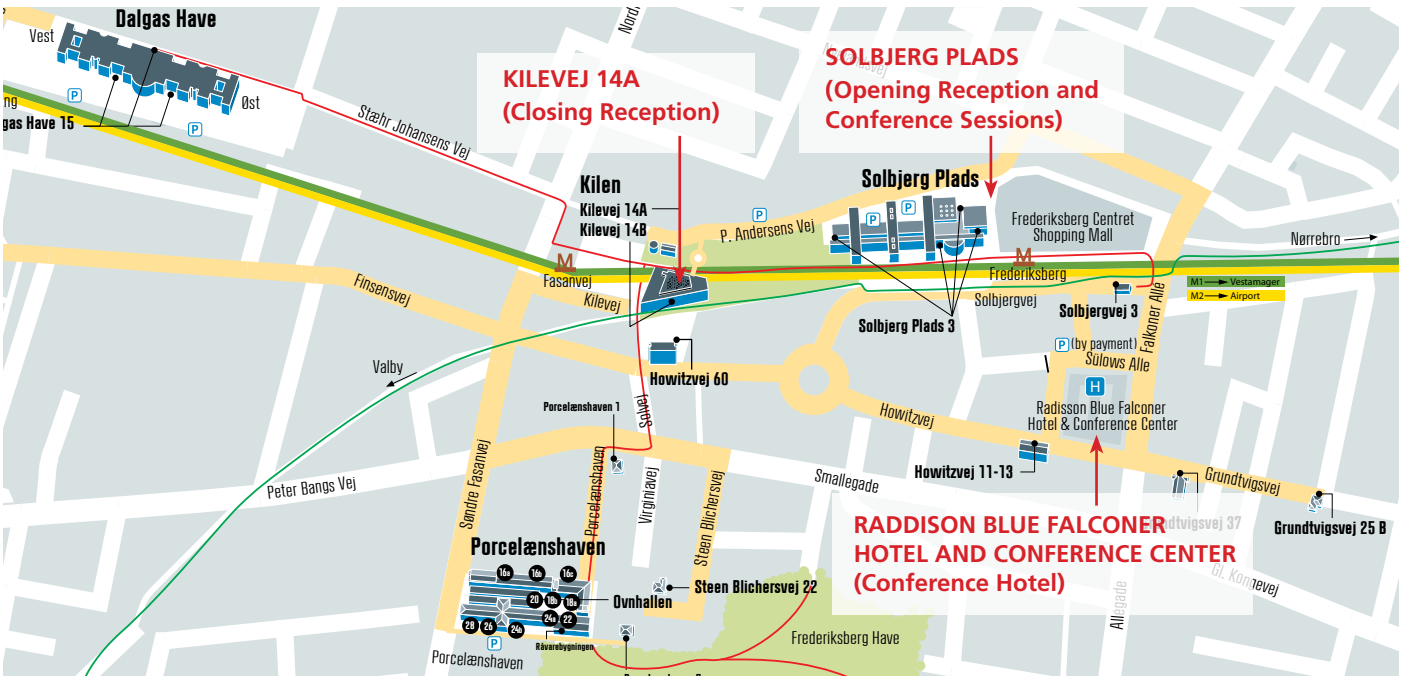 Dalgas Have
Vest
Øst
ng
gas Have 15
P
P
Stæhr Johansens Vej
Nord
KILEVEJ 14A
(Closing Reception)
SOLBJERG PLADS
(Opening Reception and
Conference Sessions)
Kilen
Kilevej 14A
Kilevej 14B
P
P. Andersens Vej
Solbjerg Plads
P
P
Frederiksberg Centret
Shopping Mall
Nørrebro
M
Fasanvej
Kilevej
M
Frederiksberg
Solbjergvej
Solbjerg Plads 3
Solbjergvej 3
M1 Vestamager
M2 Airport
Falkoner Alle
Finsensvej
Valby
Howitzvej 60
P (by payment)
Sülows Alle
H
Radisson Blue Falconer
Hotel & Conference Center
Howitzvej
Howitzvej 11-13
Porcelænshaven 1
Peter Bangs Vej
Søndre Fasanvej
Porcelænshaven
Virginiavej
Steen Blichersvej
Smallegade
Grundtvigsvej
dtvigsvej 37
Grundtvigsvej 25 B
RADDISON BLUE FALCONER
HOTEL AND CONFERENCE CENTER
(Conference Hotel)
Gl. Kongevej
Allegade
Porcelænshaven
16a 16b 16c
20 18b 18a
24a 22
28 26 24b
Ovnhallen
Råvarebygningen
P
Porcelænshaven
Steen Blichersvej 22
Frederiksberg Have